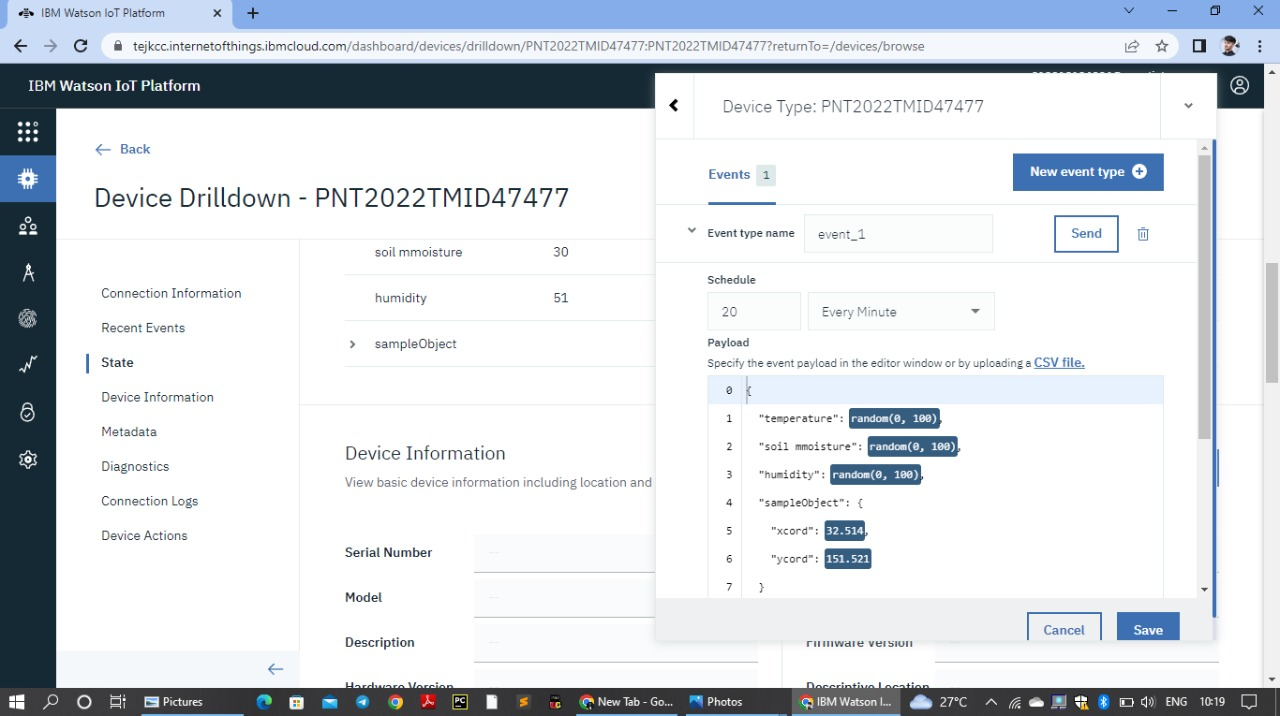 IBM Watson IoT Platform
tejkcc.internetofthings.ibmcloud.com/dashboard/devices/drilldown/PNT2022TMID47477:PNT2022TMID47477?returnTo=/devices/browse
IBM Watson IoT Platform
Back
Device Drilldown - PNT2022TMID47477
Connection Information
Recent Events
State
Device Information
Metadata
Diagnostics
Connection Logs
Device Actions
soil mmoisture 30
humidity 51
sampleObject
Device Information
View basic device information including location and
Serial Number --
Model --
Description --
Hardware Version
Firmware Version
Descriptive Location
Device Type: PNT2022TMID47477
Events 1
New event type
Event type name event_1 Send
Schedule
20 Every Minute
Payload
Specify the event payload in the editor window or by uploading a CSV file.
0 {
1 "temperature": random(0, 100),
2 "soil mmoisture": random(0, 100),
3 "humidity": random(0, 100),
4 "sampleObject": {
5 "xcord": 32.514,
6 "ycord": 151.521
7 }
Cancel Save
Pictures
New Tab - Go...
Photos
IBM Watson I...
27°C
ENG
10:19